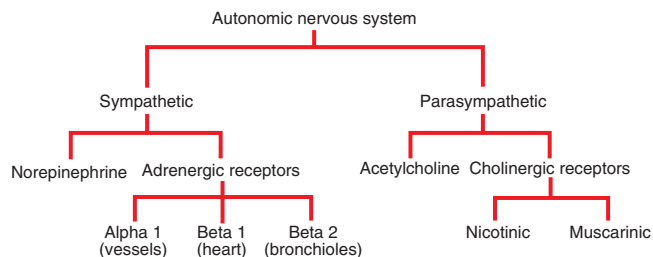 Autonomic nervous system
Sympathetic
Parasympathetic
Norepinephrine
Adrenergic receptors
Acetylcholine
Cholinergic receptors
Alpha 1
(vessels)
Beta 1
(heart)
Beta 2
(bronchioles)
Nicotinic
Muscarinic